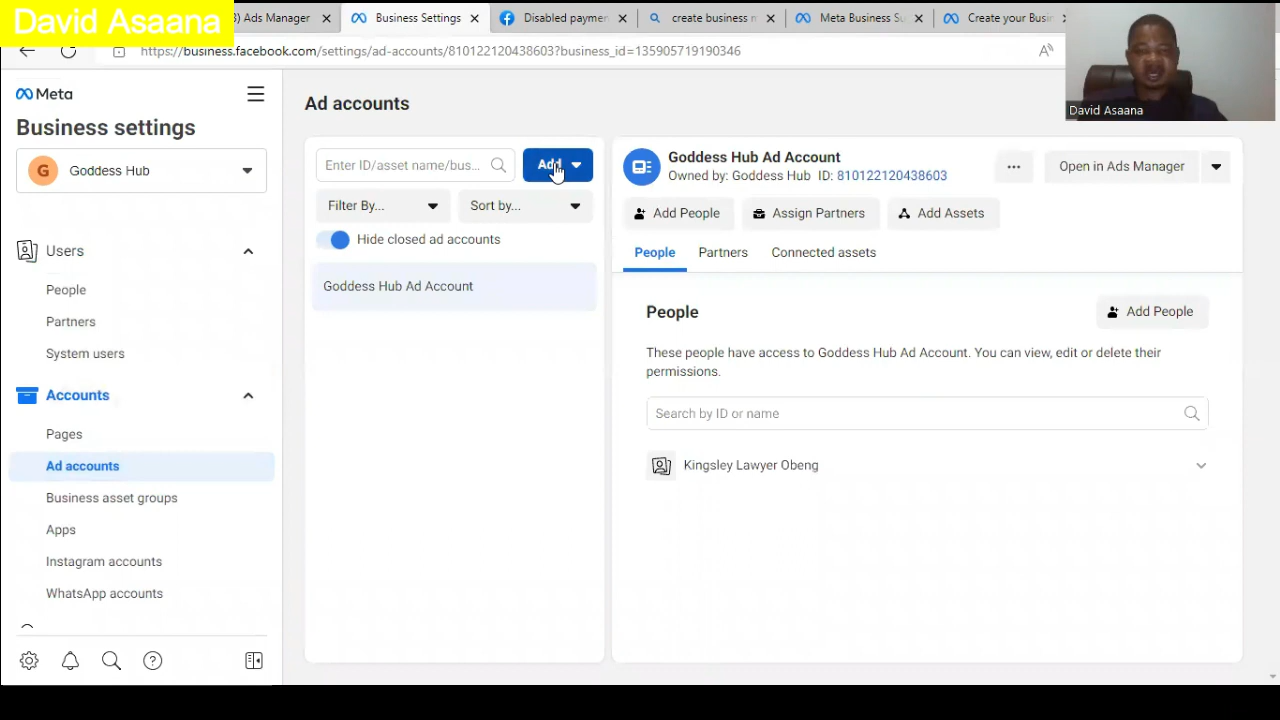 David Asaana
) Ads Manager
Business Settings
Disabled paymen
create business m
Meta Business Su
Create your Busin
https://business.facebook.com/settings/ad-accounts/810122120438603?business_id=135905719190346
David Asaana
Meta
Business settings
G
Goddess Hub
Users
People
Partners
System users
Accounts
Pages
Ad accounts
Business asset groups
Apps
Instagram accounts
WhatsApp accounts
Ad accounts
Enter ID/asset name/bus...
Add
Filter By...
Sort by...
Hide closed ad accounts
Goddess Hub Ad Account
Goddess Hub Ad Account
Owned by: Goddess Hub ID: 810122120438603
Open in Ads Manager
Add People
Assign Partners
Add Assets
People
Partners
Connected assets
People
Add People
These people have access to Goddess Hub Ad Account. You can view, edit or delete their
permissions.
Search by ID or name
Kingsley Lawyer Obeng